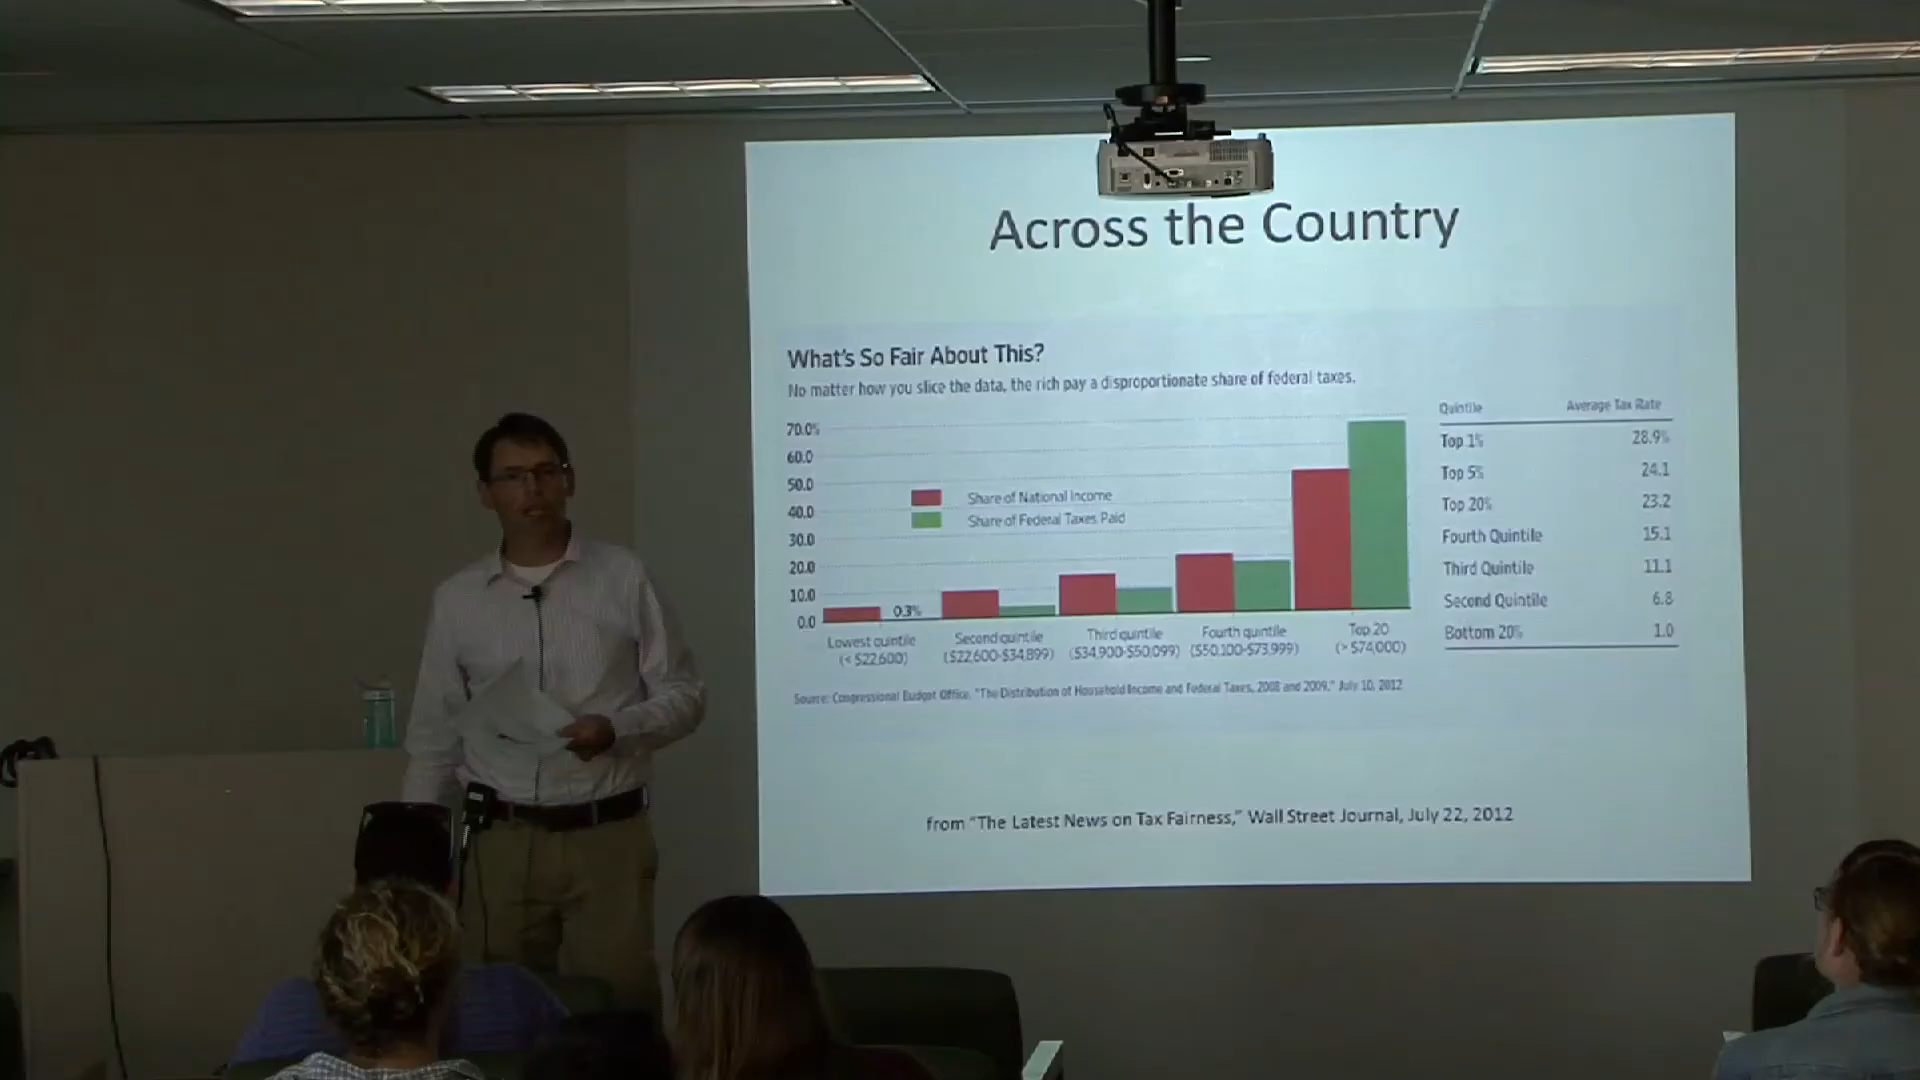 Across the Country
What's So Fair About This?
No matter how you slice the data, the rich pay a disproportionate share of federal taxes.
70.0%
60.0
50.0
40.0
30.0
20.0
10.0
0.0
Share of National Income
Share of Federal Taxes Paid
0.3%
Lowest quintile
(< $22,600)
Second quintile
($22,600-$34,899)
Third quintile
($34,900-$50,099)
Fourth quintile
($50,100-$73,999)
Top 20
(> $74,000)
Quintile Average Tax Rate
Top 1% 28.9%
Top 5% 24.1
Top 20% 23.2
Fourth Quintile 15.1
Third Quintile 11.1
Second Quintile 6.8
Bottom 20% 1.0
Source: Congressional Budget Office, "The Distribution of Household Income and Federal Taxes, 2008 and 2009," July 10, 2012
from "The Latest News on Tax Fairness," Wall Street Journal, July 22, 2012